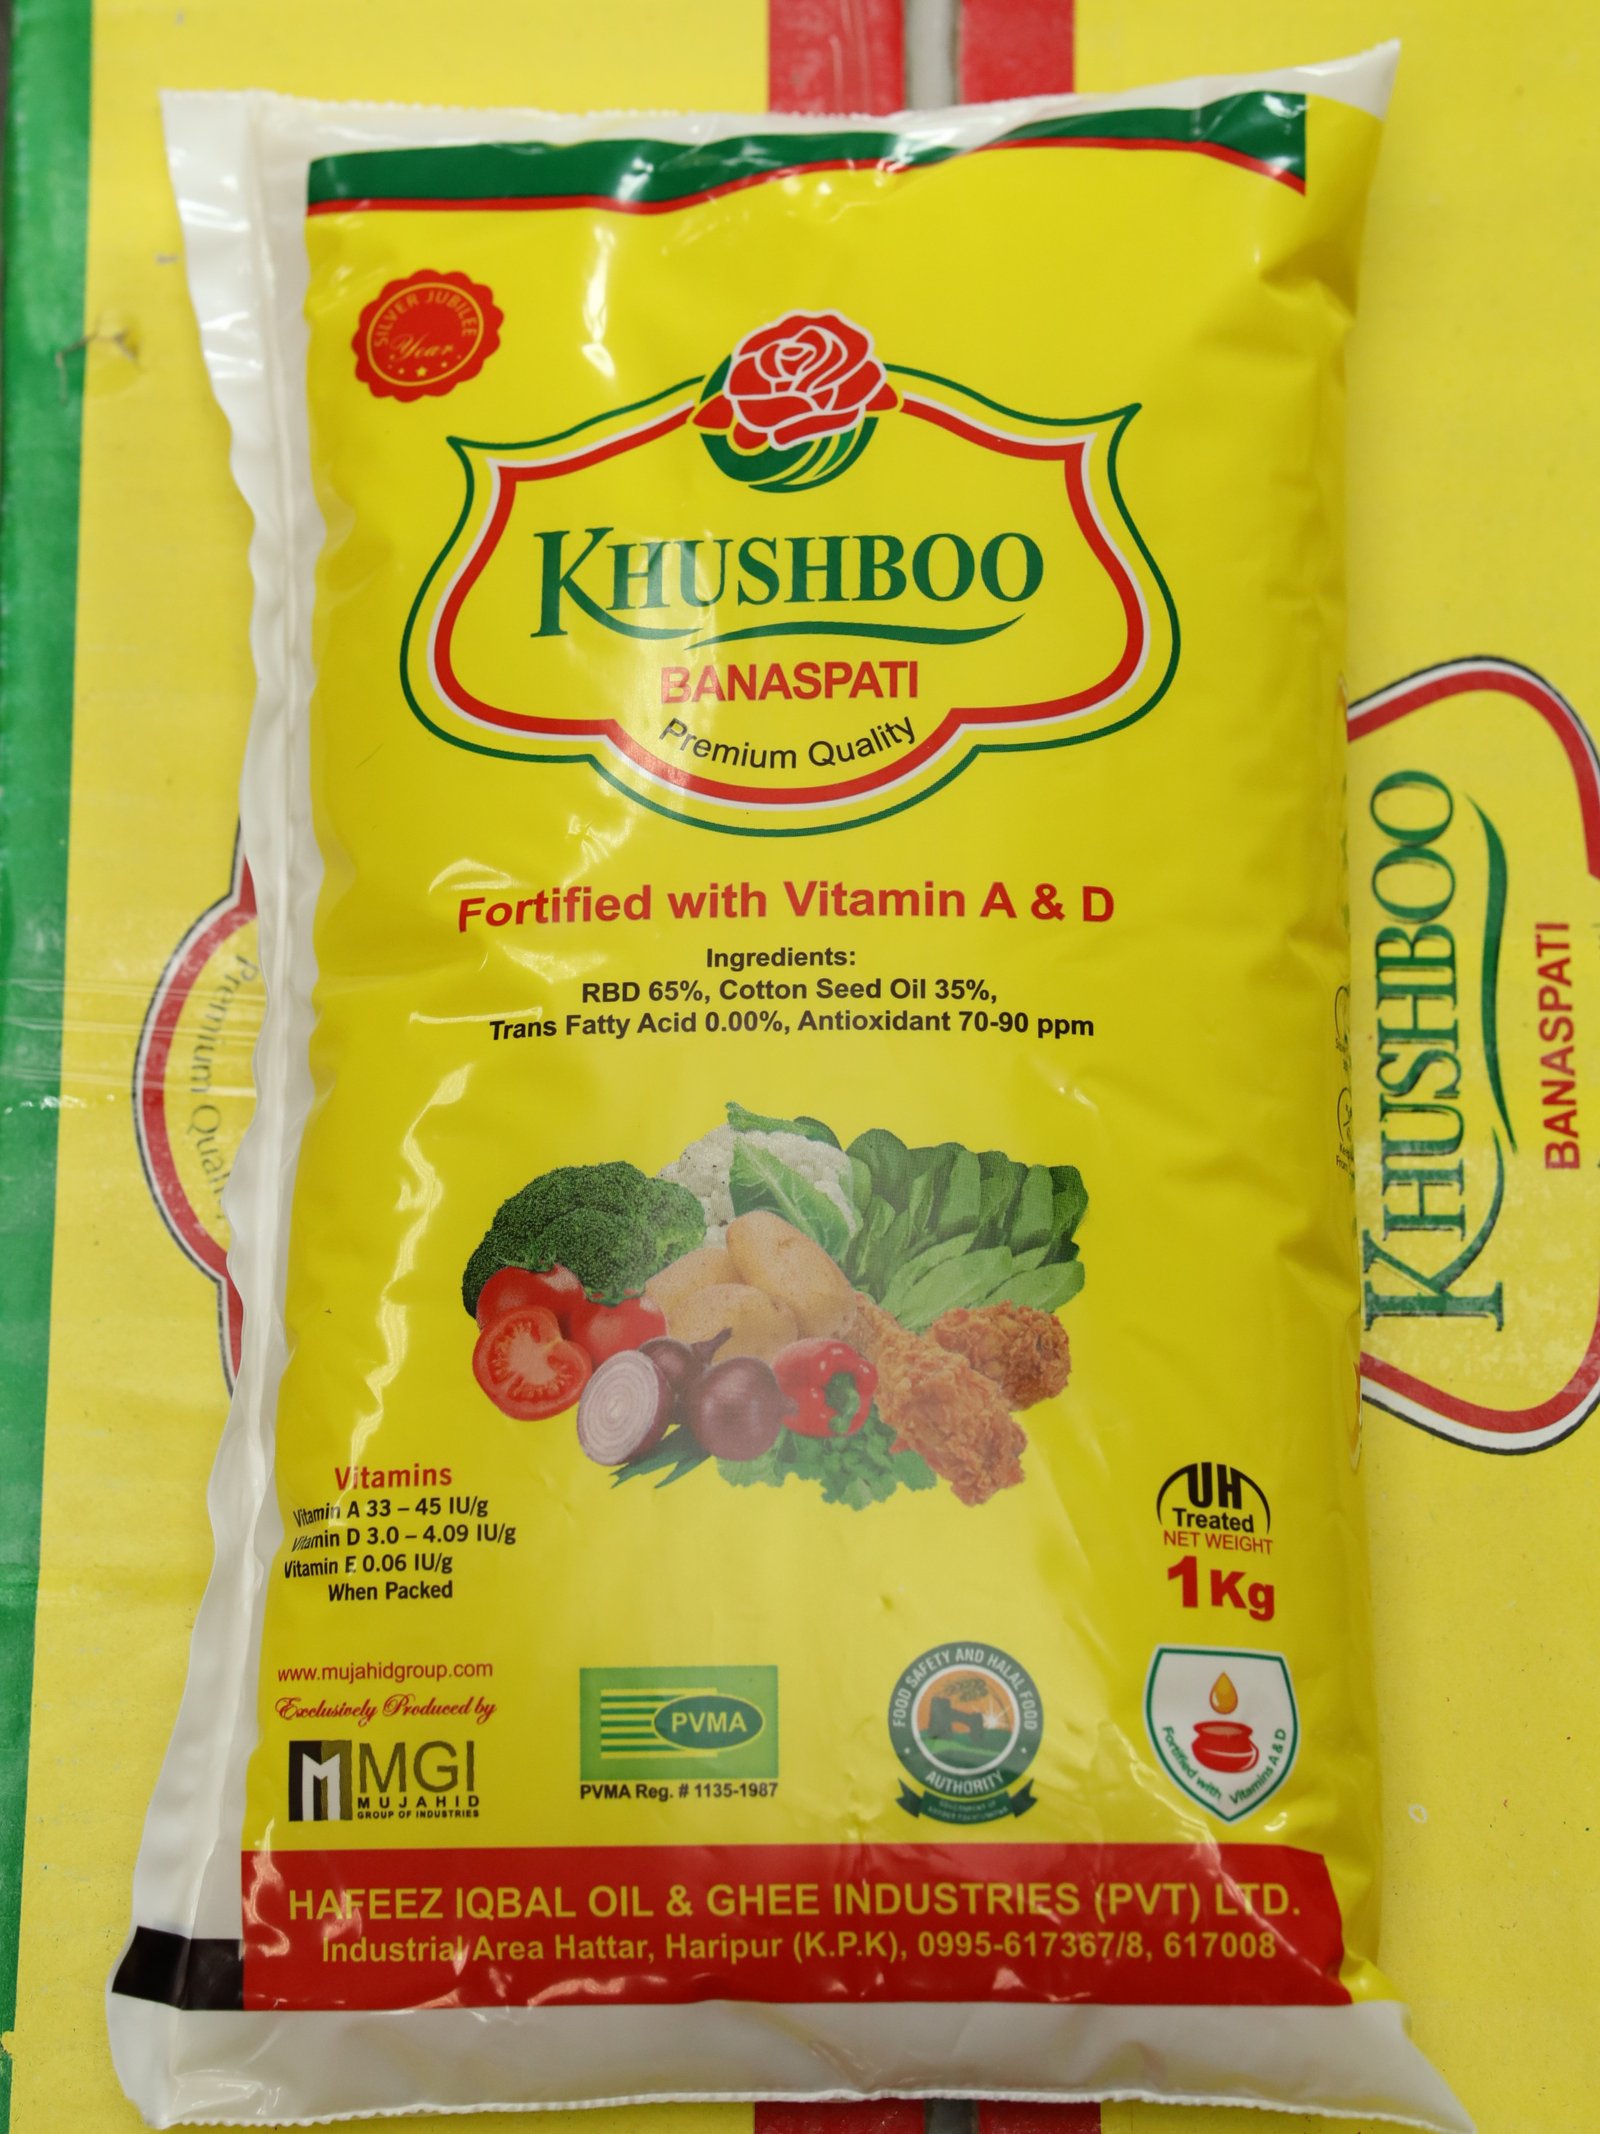 SILVER JUBILEE
Year
KHUSHBOO
BANASPATI
Premium Quality
Fortified with Vitamin A & D
Ingredients:
RBD 65%, Cotton Seed Oil 35%,
Trans Fatty Acid 0.00%, Antioxidant 70-90 ppm
Vitamins
Vitamin A 33 – 45 IU/g
Vitamin D 3.0 – 4.09 IU/g
Vitamin E 0.06 IU/g
When Packed
UH
Treated
NET WEIGHT
1Kg
www.mujahidgroup.com
Exclusively Produced by
MGI
MUJAHID
GROUP OF INDUSTRIES
PVMA
PVMA Reg. # 1135-1987
FOOD SAFETY AND HALAL FOOD
AUTHORITY
GOVERNMENT OF
Fortified with Vitamins A & D
HAFEEZ IQBAL OIL & GHEE INDUSTRIES (PVT) LTD.
Industrial Area Hattar, Haripur (K.P.K), 0995-617367/8, 617008
Premium Quali
KHUSHBOO
BANASPATI